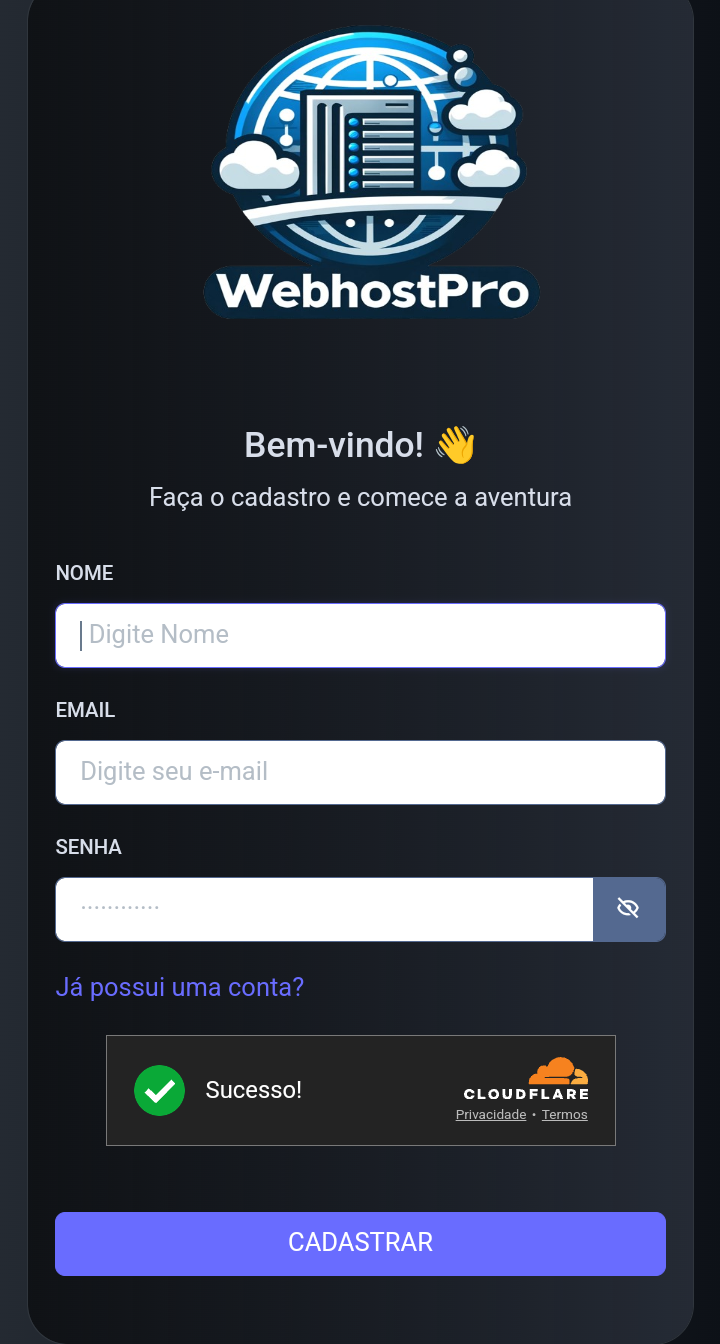 WebhostPro
Bem-vindo! 👋
Faça o cadastro e comece a aventura
NOME
Digite Nome
EMAIL
Digite seu e-mail
SENHA
············
Já possui uma conta?
Sucesso!
CLOUDFLARE
Privacidade • Termos
CADASTRAR